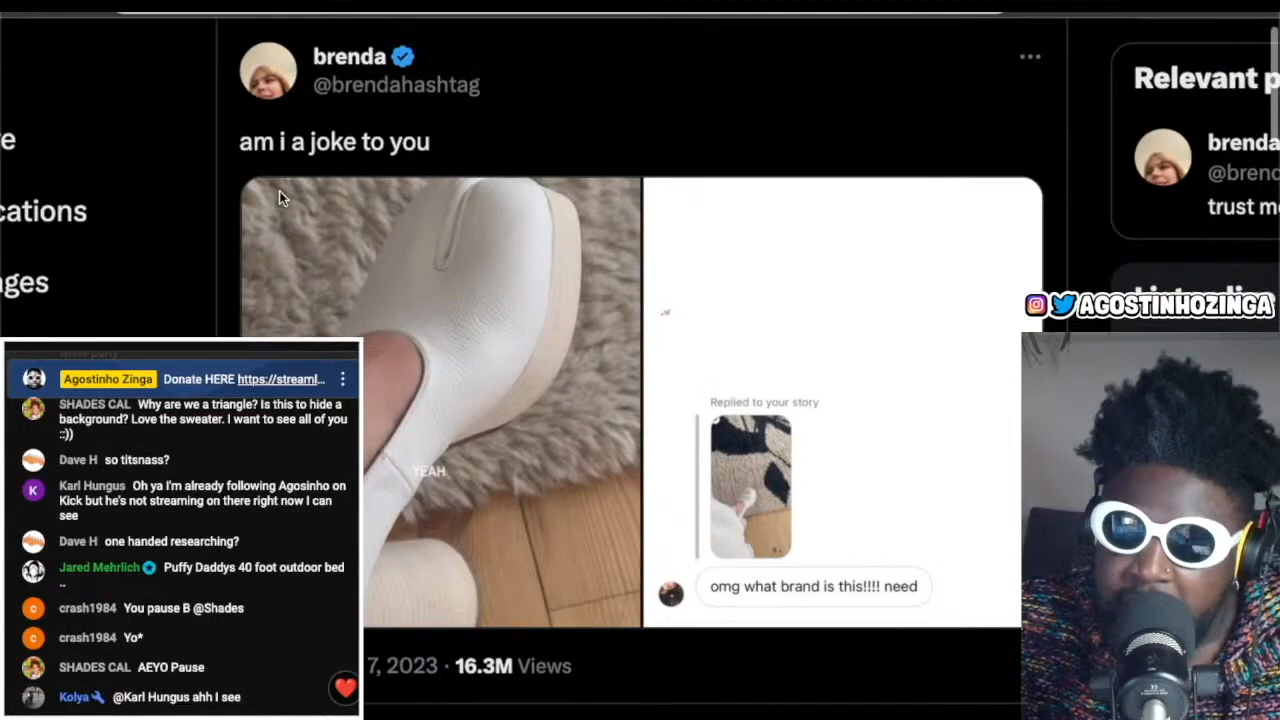 brenda
@brendahashtag
am i a joke to you
YEAH
Replied to your story
omg what brand is this!!!! need
7, 2023 · 16.3M Views
e
cations
ges
Relevant p
brenda
@bren
trust m
AGOSTINHOZINGA
Agostinho Zinga Donate HERE https://streaml...
SHADES CAL Why are we a triangle? Is this to hide a
background? Love the sweater. I want to see all of you
:))
Dave H so titsnass?
K
Karl Hungus Oh ya I'm already following Agosinho on
Kick but he's not streaming on there right now I can
see
Dave H one handed researching?
Jared Mehrlich Puffy Daddys 40 foot outdoor bed
..
c
crash1984 You pause B @Shades
c
crash1984 Yo*
SHADES CAL AEYO Pause
Kolya @Karl Hungus ahh I see